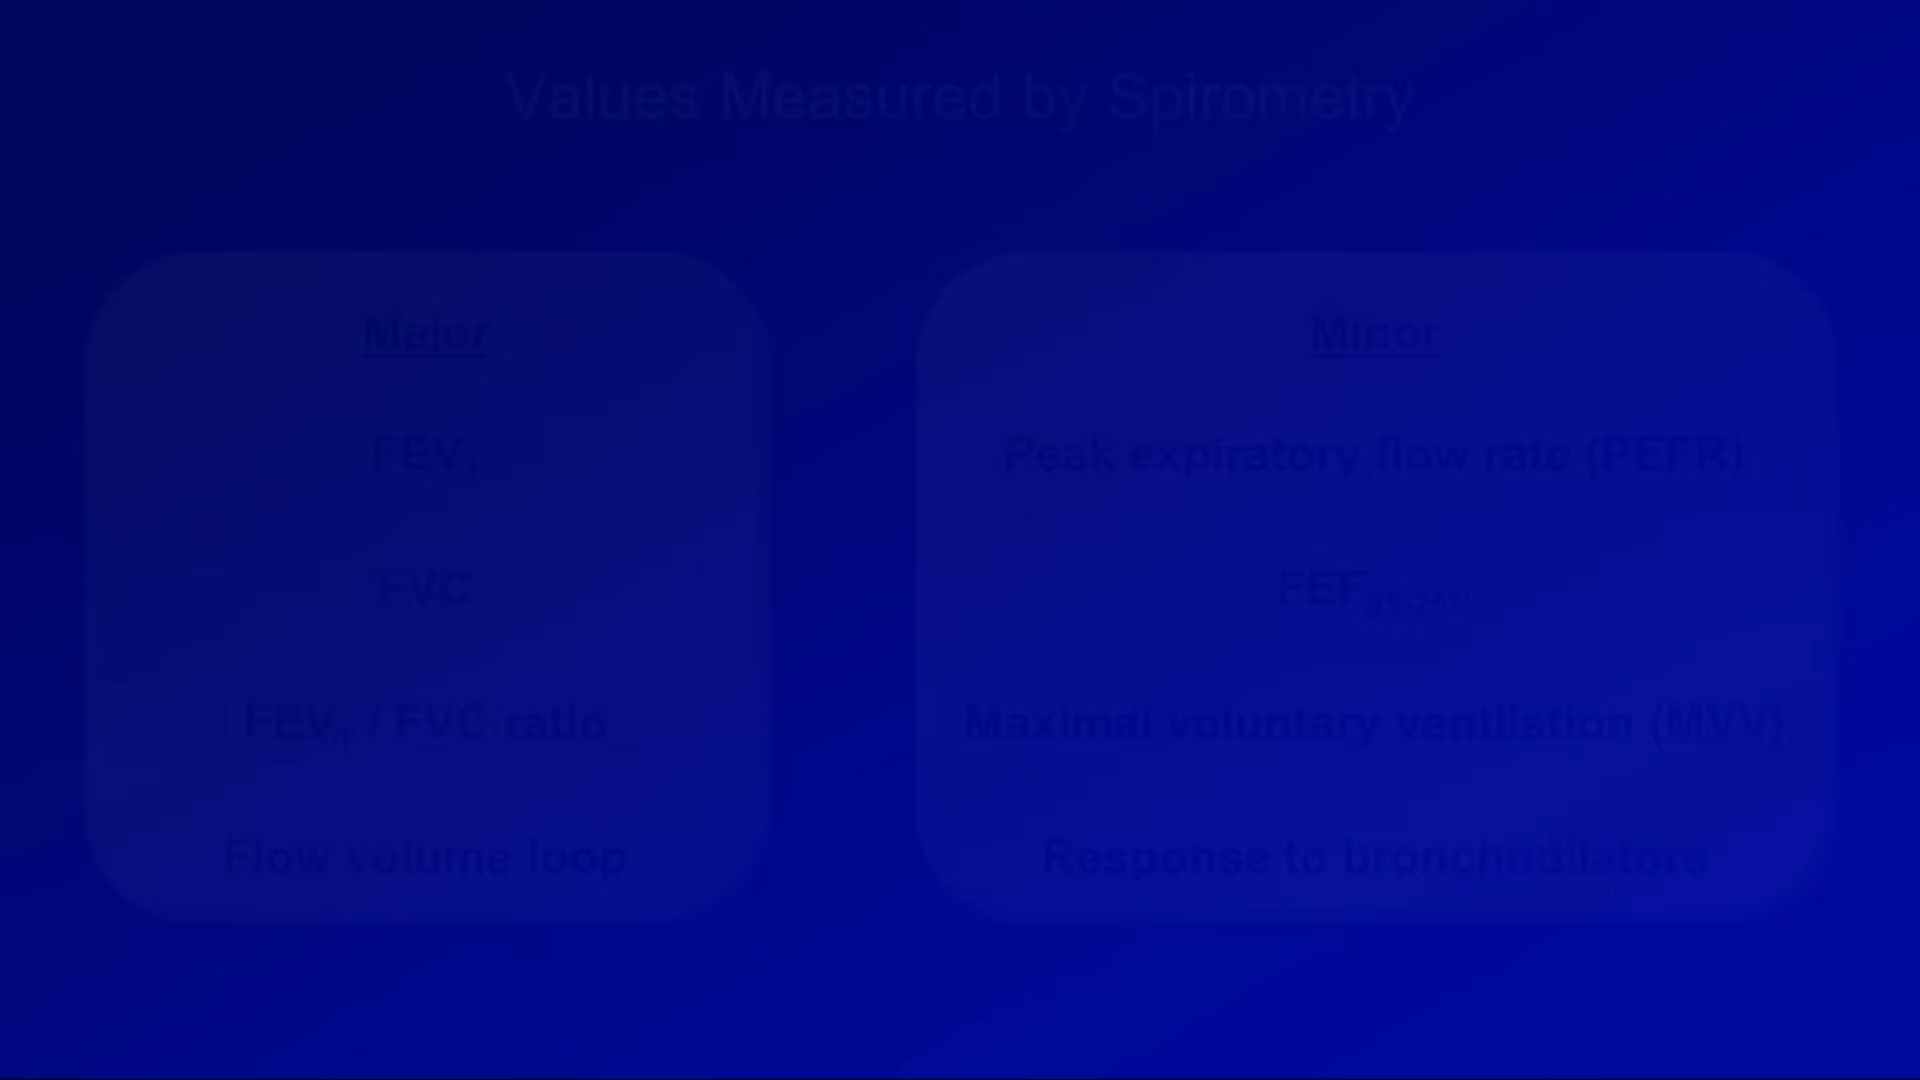 Values Measured by Spirometry
Major
FEV₁
FVC
FEV₁ / FVC ratio
Flow volume loop
Minor
Peak expiratory flow rate (PEFR)
FEF₂₅₋₇₅%
Maximal voluntary ventilation (MVV)
Response to bronchodilators